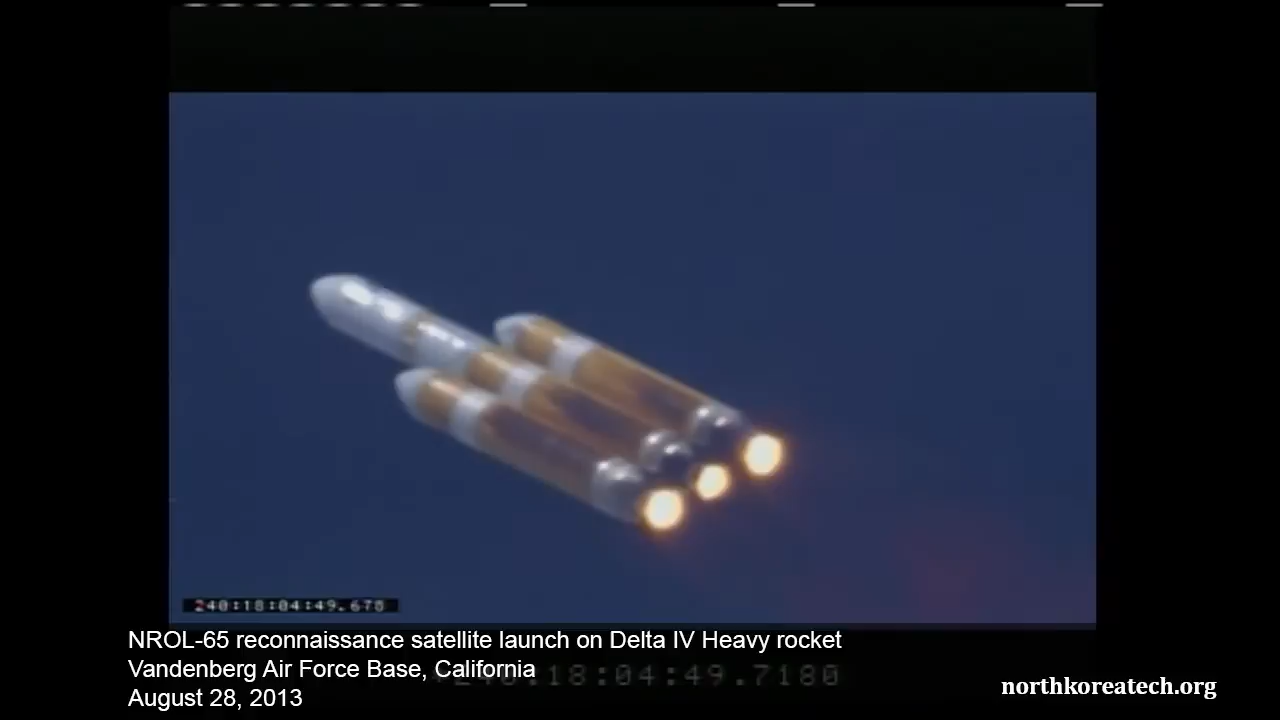 240:18:04:49.678
NROL-65 reconnaissance satellite launch on Delta IV Heavy rocket
Vandenberg Air Force Base, California
:18:04:49.7180
August 28, 2013
northkoreatech.org